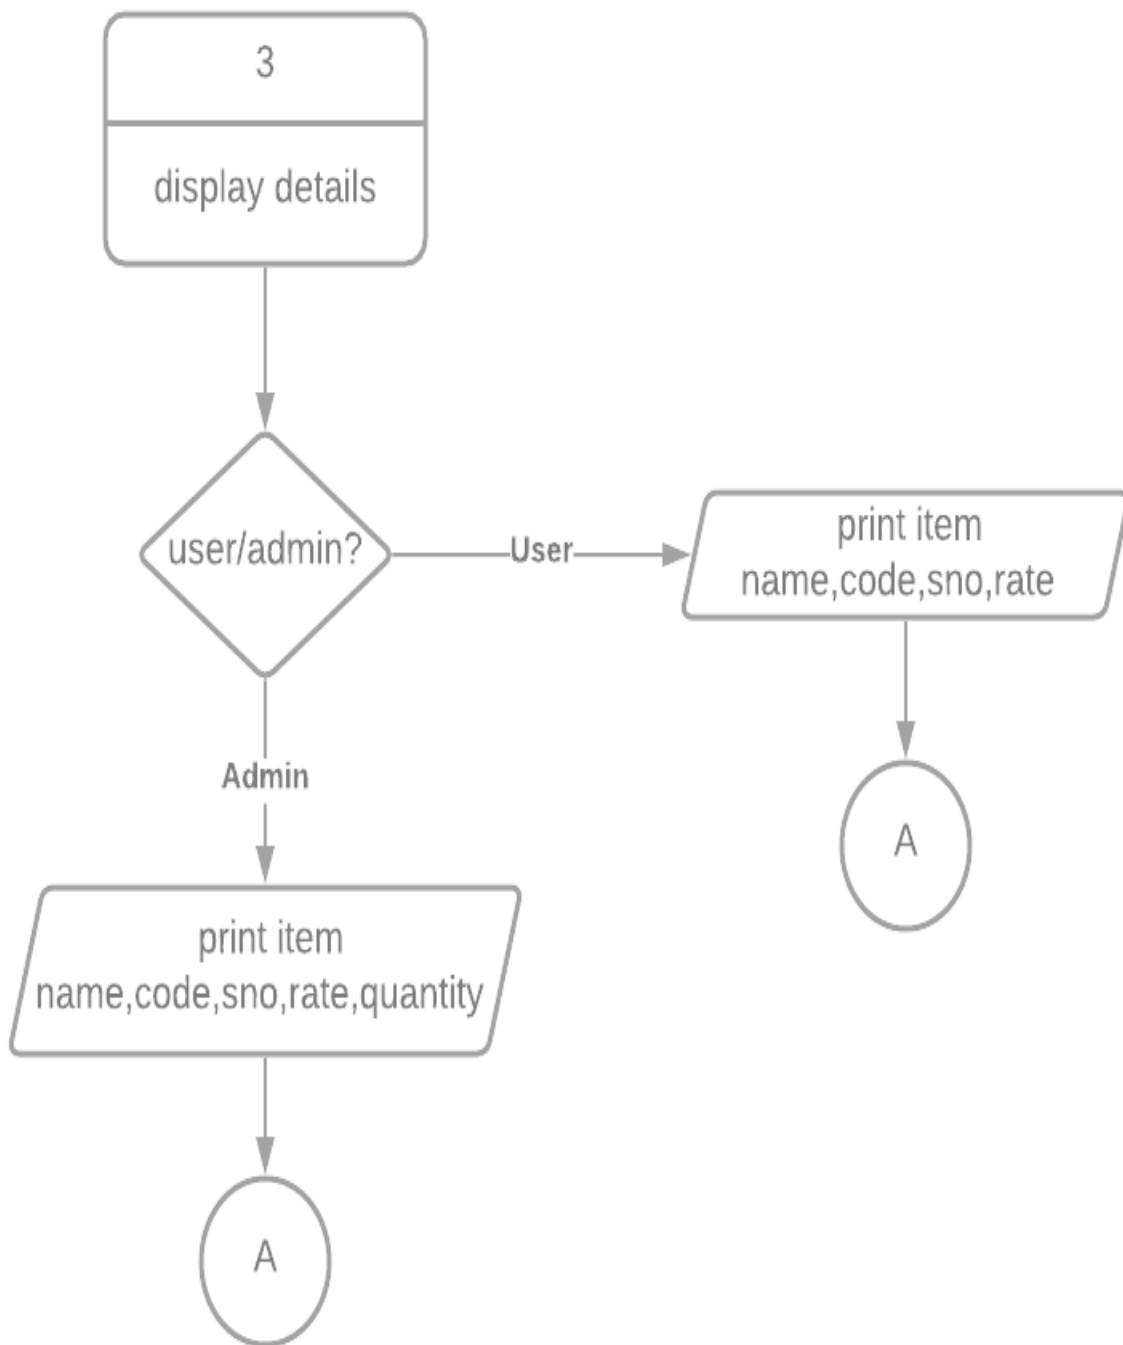 3
display details
user/admin?
User
print item
name,code,sno,rate
A
Admin
print item
name,code,sno,rate,quantity
A